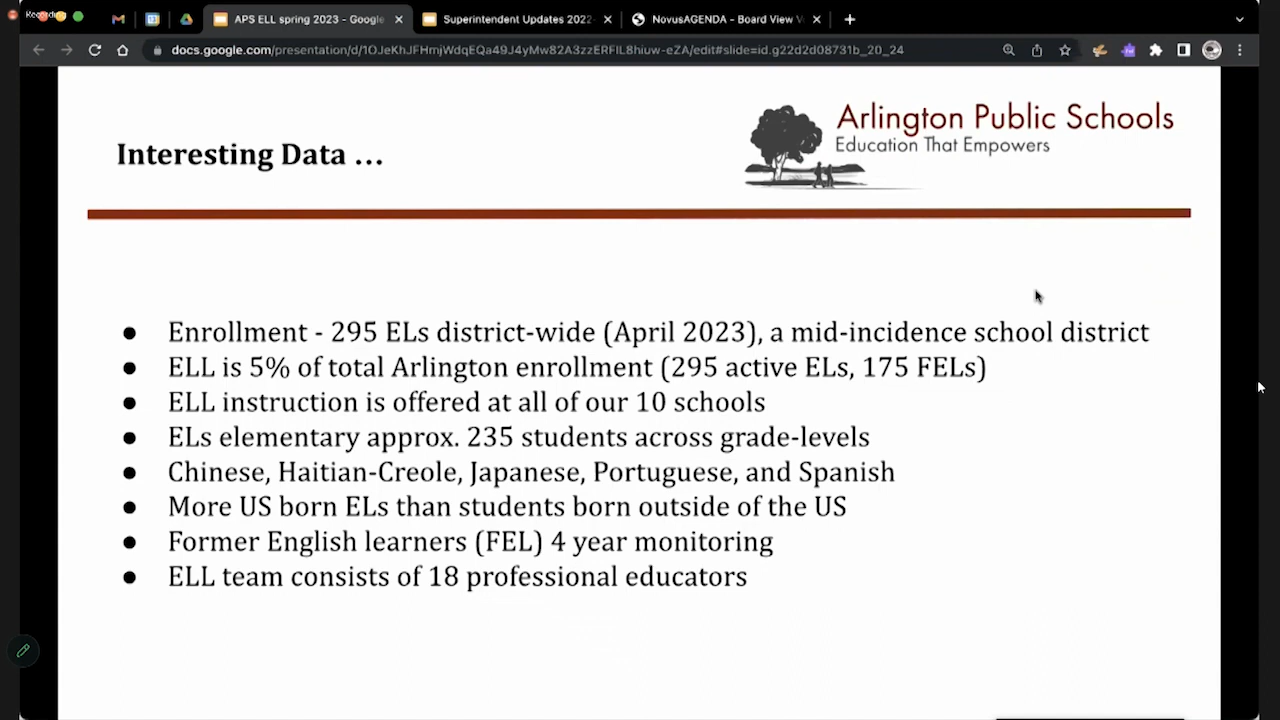 Recording
APS ELL spring 2023 - Google
Superintendent Updates 2022-
NovusAGENDA - Board View V
docs.google.com/presentation/d/1OJeKhJFHmjWdqEQa49J4yMw82A3zzERFIL8hiuw-eZA/edit#slide=id.g22d2d08731b_20_24
Arlington Public Schools
Education That Empowers
Interesting Data ...
● Enrollment - 295 ELs district-wide (April 2023), a mid-incidence school district
● ELL is 5% of total Arlington enrollment (295 active ELs, 175 FELs)
● ELL instruction is offered at all of our 10 schools
● ELs elementary approx. 235 students across grade-levels
● Chinese, Haitian-Creole, Japanese, Portuguese, and Spanish
● More US born ELs than students born outside of the US
● Former English learners (FEL) 4 year monitoring
● ELL team consists of 18 professional educators